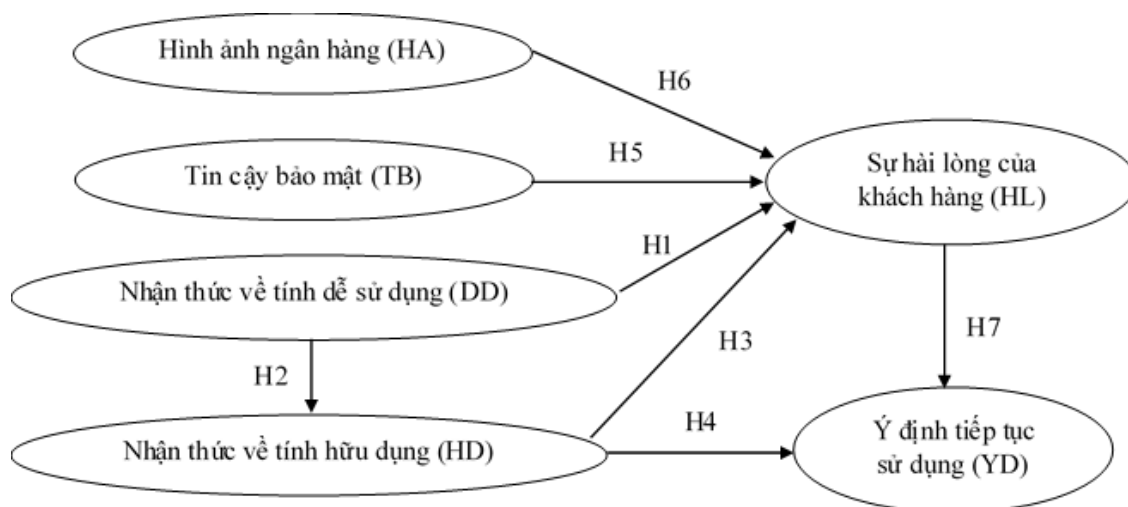 Hình ảnh ngân hàng (HA)
H6
Tin cậy bảo mật (TB)
H5
Sự hài lòng của
khách hàng (HL)
H1
Nhận thức về tính dễ sử dụng (DD)
H2
H3
H7
Nhận thức về tính hữu dụng (HD)
H4
Ý định tiếp tục
sử dụng (YD)